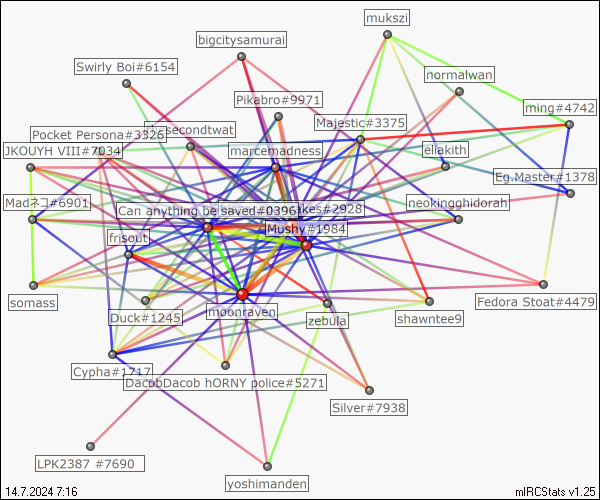 mukszi
bigcitysamurai
Swirly Boi#6154
normalwan
Pikabro#9971
ming#4742
Majestic#3375
Pocket Persona#3326
secondtwat
JKOUYH VIII#7034
marcemadness
eliakith
Eg.Master#1378
Madネコ#6901
Can anything be saved#0396
kes#2928
neokingghidorah
Mushy#1984
frisout
somass
Fedora Stoat#4479
moonraven
Duck#1245
zebula
shawntee9
Cypha#1717
DacobDacob hORNY police#5271
Silver#7938
LPK2387 #7690
yoshimanden
14.7.2024 7:16
mIRCStats v1.25